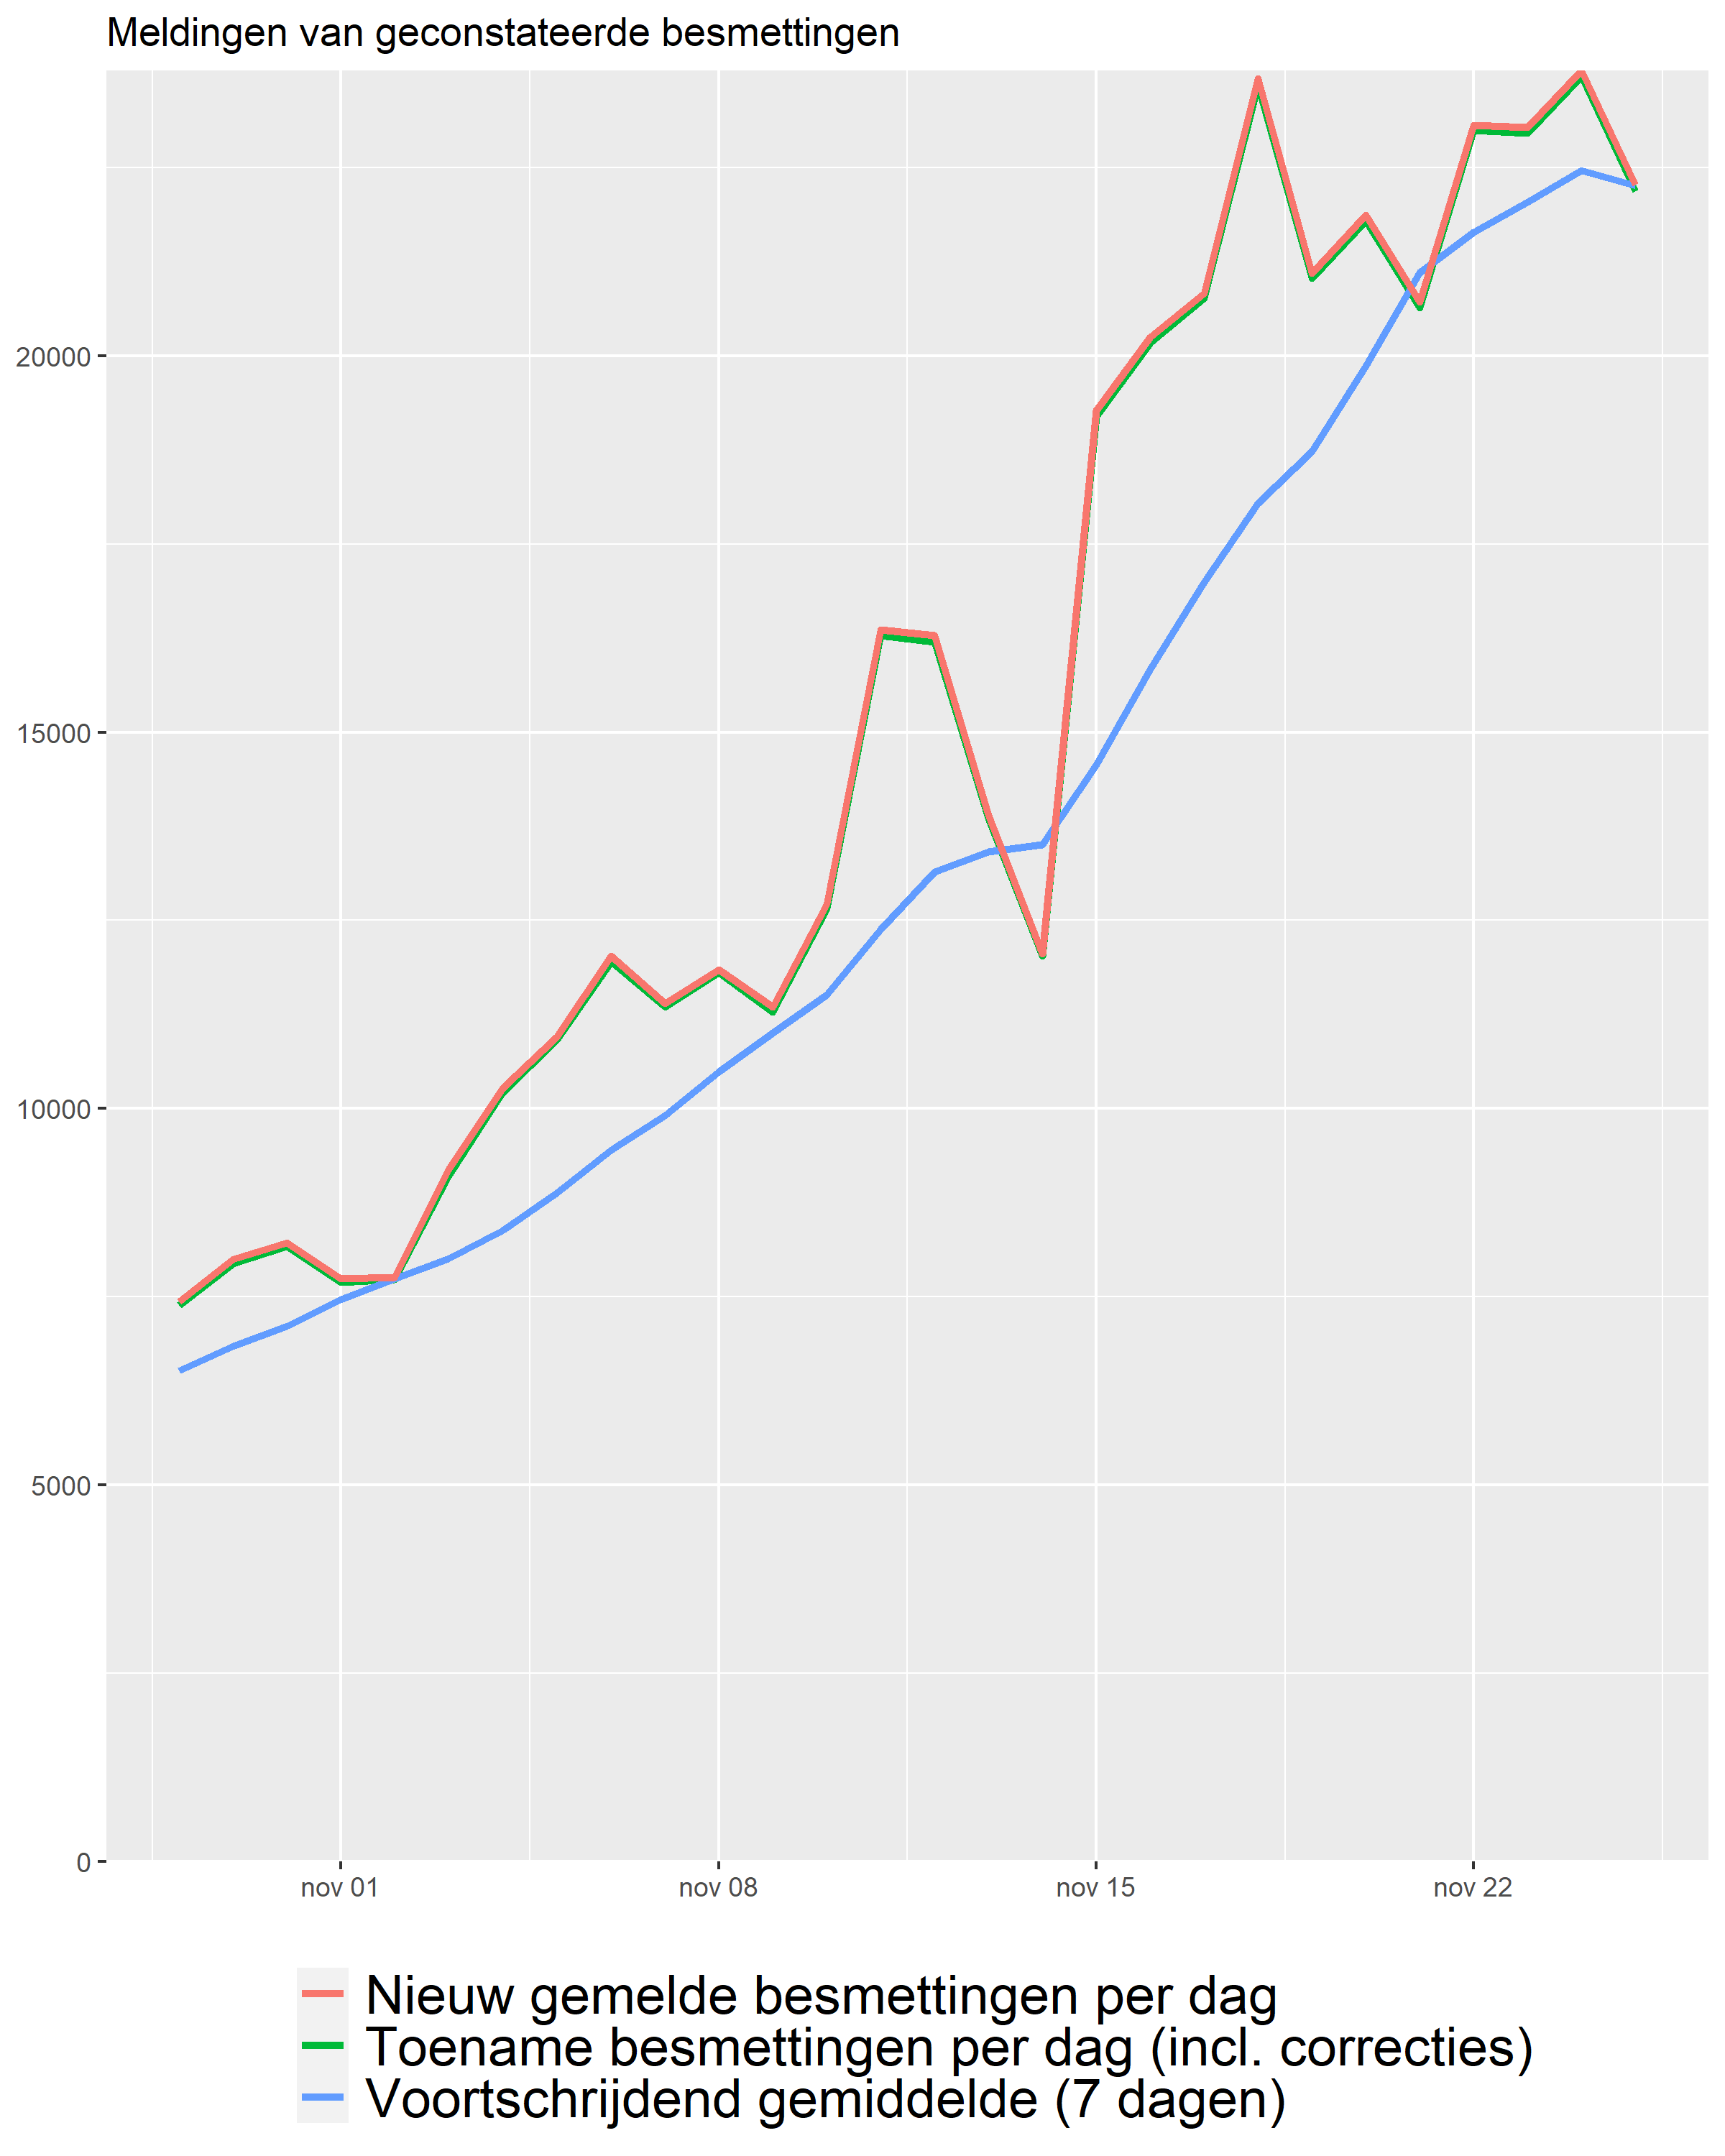 Meldingen van geconstateerde besmettingen
20000
15000
10000
5000
0
nov 01 nov 08 nov 15 nov 22
Nieuw gemelde besmettingen per dag
Toename besmettingen per dag (incl. correcties)
Voortschrijdend gemiddelde (7 dagen)